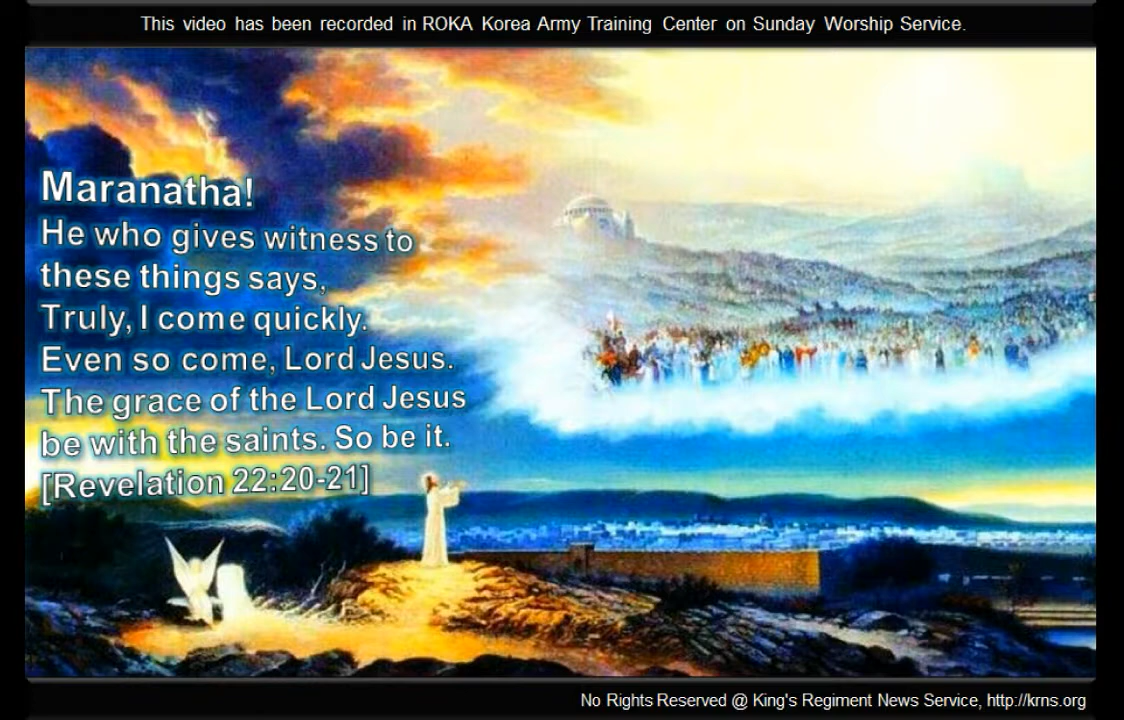 This video has been recorded in ROKA Korea Army Training Center on Sunday Worship Service.
Maranatha!
He who gives witness to
these things says,
Truly, I come quickly.
Even so come, Lord Jesus.
The grace of the Lord Jesus
be with the saints. So be it.
[Revelation 22:20-21]
No Rights Reserved @ King's Regiment News Service, http://krns.org